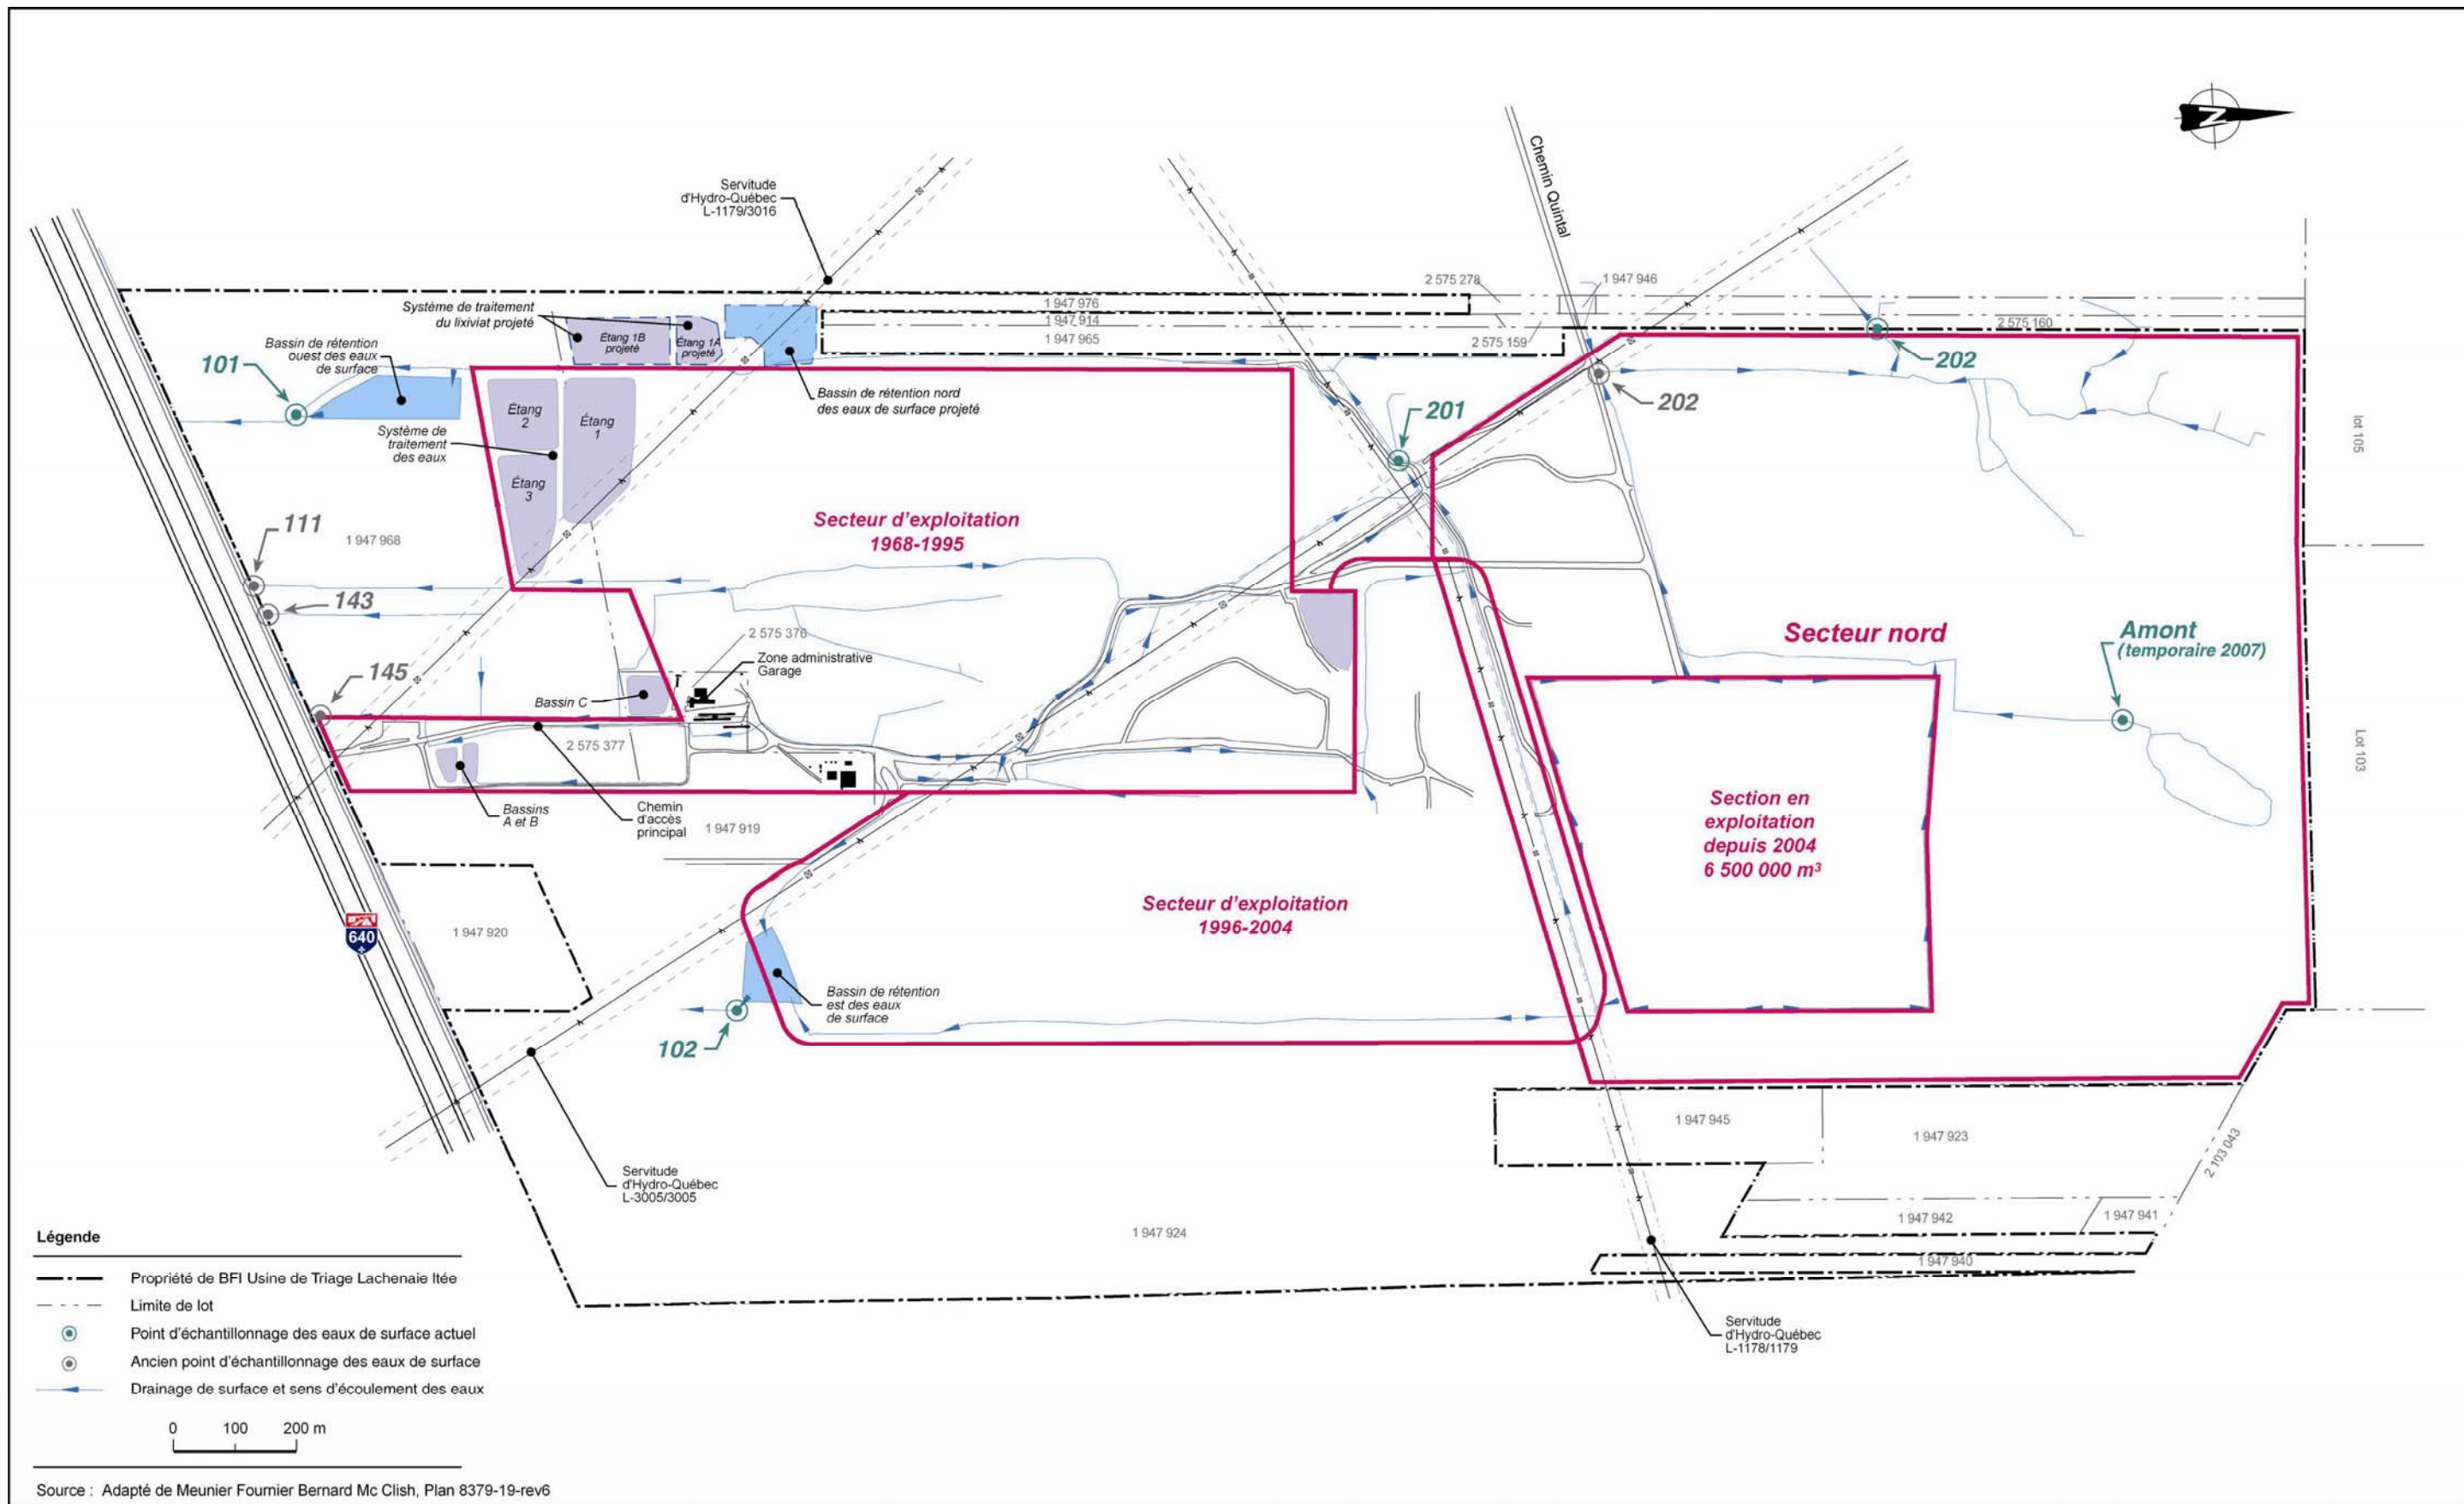 N
Chemin Quintal
Servitude
d'Hydro-Québec
L-1179/3016
2 575 278
1 947 946
1 947 976
1 947 914
1 947 965
2 575 159
2 575 160
Système de traitement
du lixiviat projeté
Étang 1B
projeté
Étang 1A
projeté
Bassin de rétention
ouest des eaux
de surface
101
Bassin de rétention nord
des eaux de surface projeté
202
202
201
Étang
2
Étang
1
Étang
3
Système de
traitement
des eaux
lot 105
Secteur d'exploitation
1968-1995
111
1 947 968
143
145
2 575 376
Zone administrative
Garage
Bassin C
2 575 377
Secteur nord
Amont
(temporaire 2007)
Lot 103
Bassins
A et B
Chemin
d'accès
principal
1 947 919
Section en
exploitation
depuis 2004
6 500 000 m³
Secteur d'exploitation
1996-2004
640
1 947 920
Bassin de rétention
est des eaux
de surface
102
1 947 945
1 947 923
2 103 043
Servitude
d'Hydro-Québec
L-3005/3005
1 947 924
1 947 942
1 947 941
1 947 940
Servitude
d'Hydro-Québec
L-1178/1179
Légende
Propriété de BFI Usine de Triage Lachenaie ltée
Limite de lot
Point d'échantillonnage des eaux de surface actuel
Ancien point d'échantillonnage des eaux de surface
Drainage de surface et sens d'écoulement des eaux
0 100 200 m
Source : Adapté de Meunier Fournier Bernard Mc Clish, Plan 8379-19-rev6